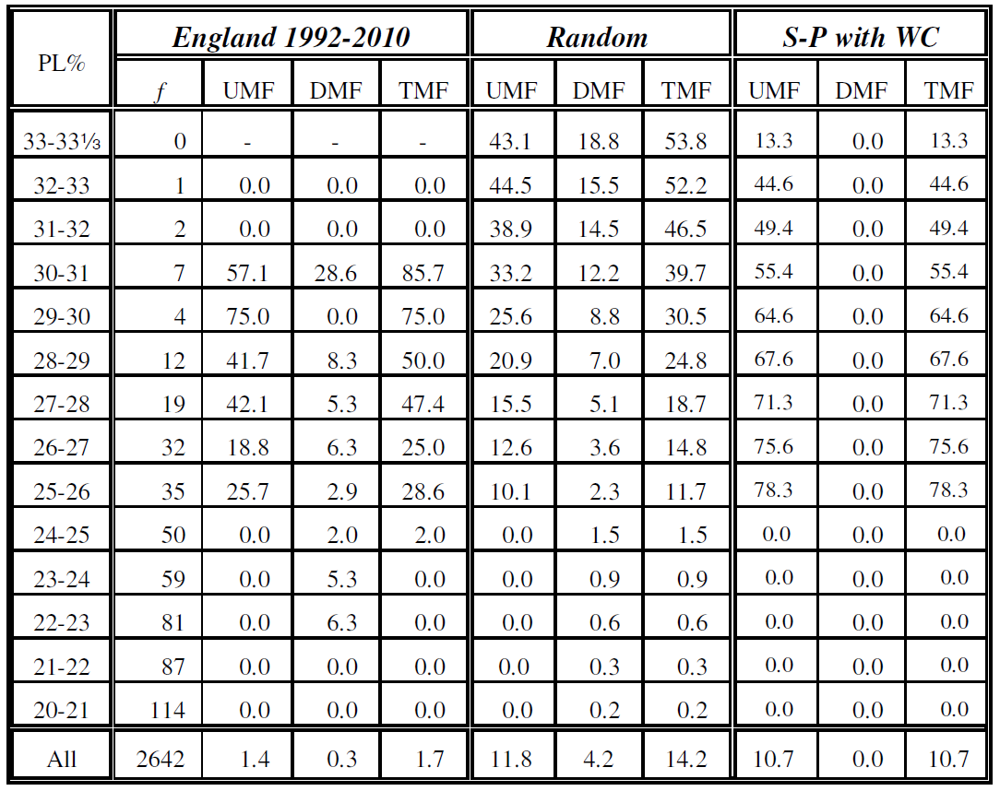 PL% England 1992-2010 Random S-P with WC
f UMF DMF TMF UMF DMF TMF UMF DMF TMF
33-33⅓ 0 - - - 43.1 18.8 53.8 13.3 0.0 13.3
32-33 1 0.0 0.0 0.0 44.5 15.5 52.2 44.6 0.0 44.6
31-32 2 0.0 0.0 0.0 38.9 14.5 46.5 49.4 0.0 49.4
30-31 7 57.1 28.6 85.7 33.2 12.2 39.7 55.4 0.0 55.4
29-30 4 75.0 0.0 75.0 25.6 8.8 30.5 64.6 0.0 64.6
28-29 12 41.7 8.3 50.0 20.9 7.0 24.8 67.6 0.0 67.6
27-28 19 42.1 5.3 47.4 15.5 5.1 18.7 71.3 0.0 71.3
26-27 32 18.8 6.3 25.0 12.6 3.6 14.8 75.6 0.0 75.6
25-26 35 25.7 2.9 28.6 10.1 2.3 11.7 78.3 0.0 78.3
24-25 50 0.0 2.0 2.0 0.0 1.5 1.5 0.0 0.0 0.0
23-24 59 0.0 5.3 0.0 0.0 0.9 0.9 0.0 0.0 0.0
22-23 81 0.0 6.3 0.0 0.0 0.6 0.6 0.0 0.0 0.0
21-22 87 0.0 0.0 0.0 0.0 0.3 0.3 0.0 0.0 0.0
20-21 114 0.0 0.0 0.0 0.0 0.2 0.2 0.0 0.0 0.0
All 2642 1.4 0.3 1.7 11.8 4.2 14.2 10.7 0.0 10.7